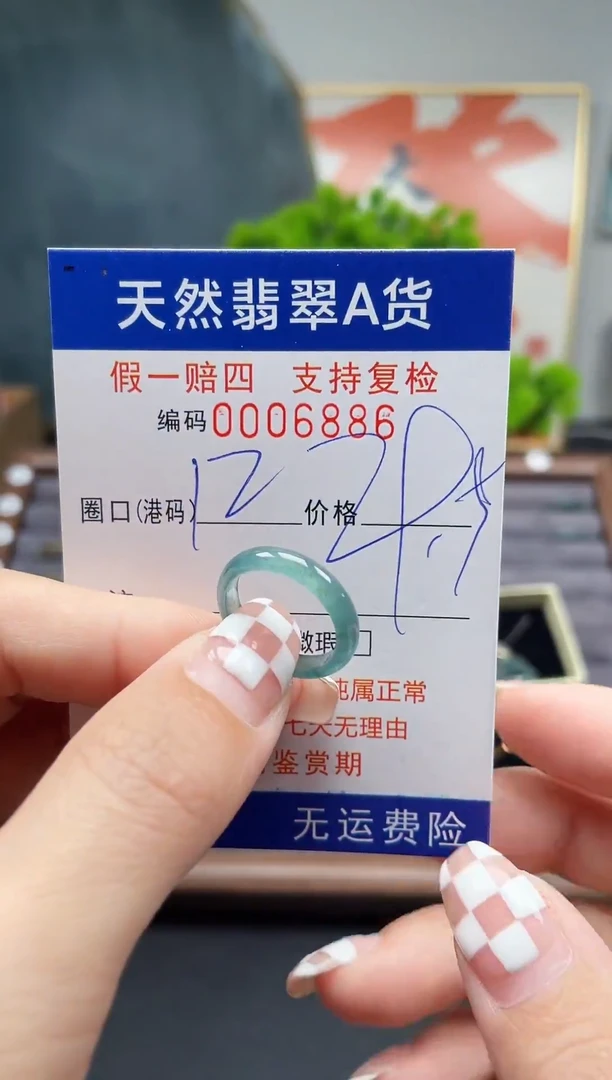 天然翡翠A货
假一赔四 支持复检
编码0006886
圈口(港码) 12 价格
微瑕
纯属正常
七天无理由
鉴赏期
无运费险